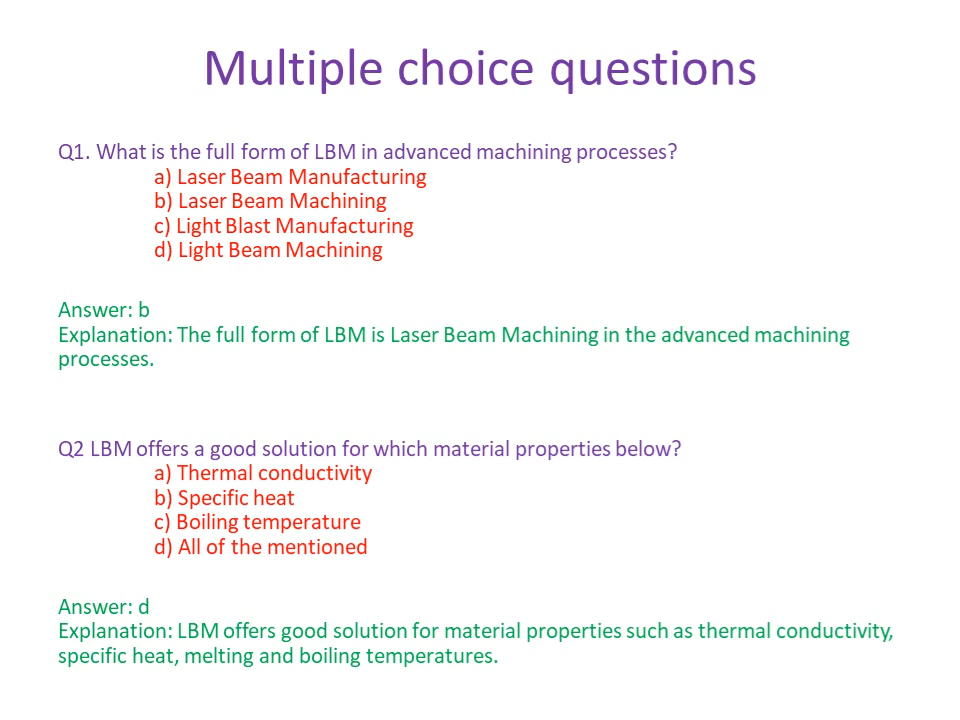 Multiple choice questions
Q1. What is the full form of LBM in advanced machining processes?
a) Laser Beam Manufacturing
b) Laser Beam Machining
c) Light Blast Manufacturing
d) Light Beam Machining
Answer: b
Explanation: The full form of LBM is Laser Beam Machining in the advanced machining
processes.
Q2 LBM offers a good solution for which material properties below?
a) Thermal conductivity
b) Specific heat
c) Boiling temperature
d) All of the mentioned
Answer: d
Explanation: LBM offers good solution for material properties such as thermal conductivity,
specific heat, melting and boiling temperatures.